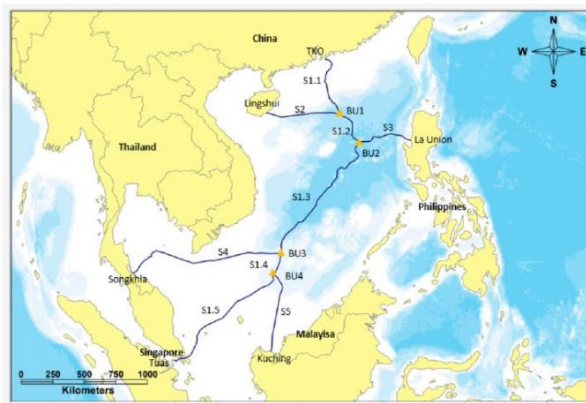 China
TKO
N
W E
S
S1.1
Lingshui
S2
BU1
S1.2
S3
La Union
BU2
Thailand
S1.3
Philippines
S4
BU3
S1.4
BU4
Songkhla
S1.5
S5
Malayisa
Singapore
Tuas
Kuching
0 250 500 750 1000
Kilometers